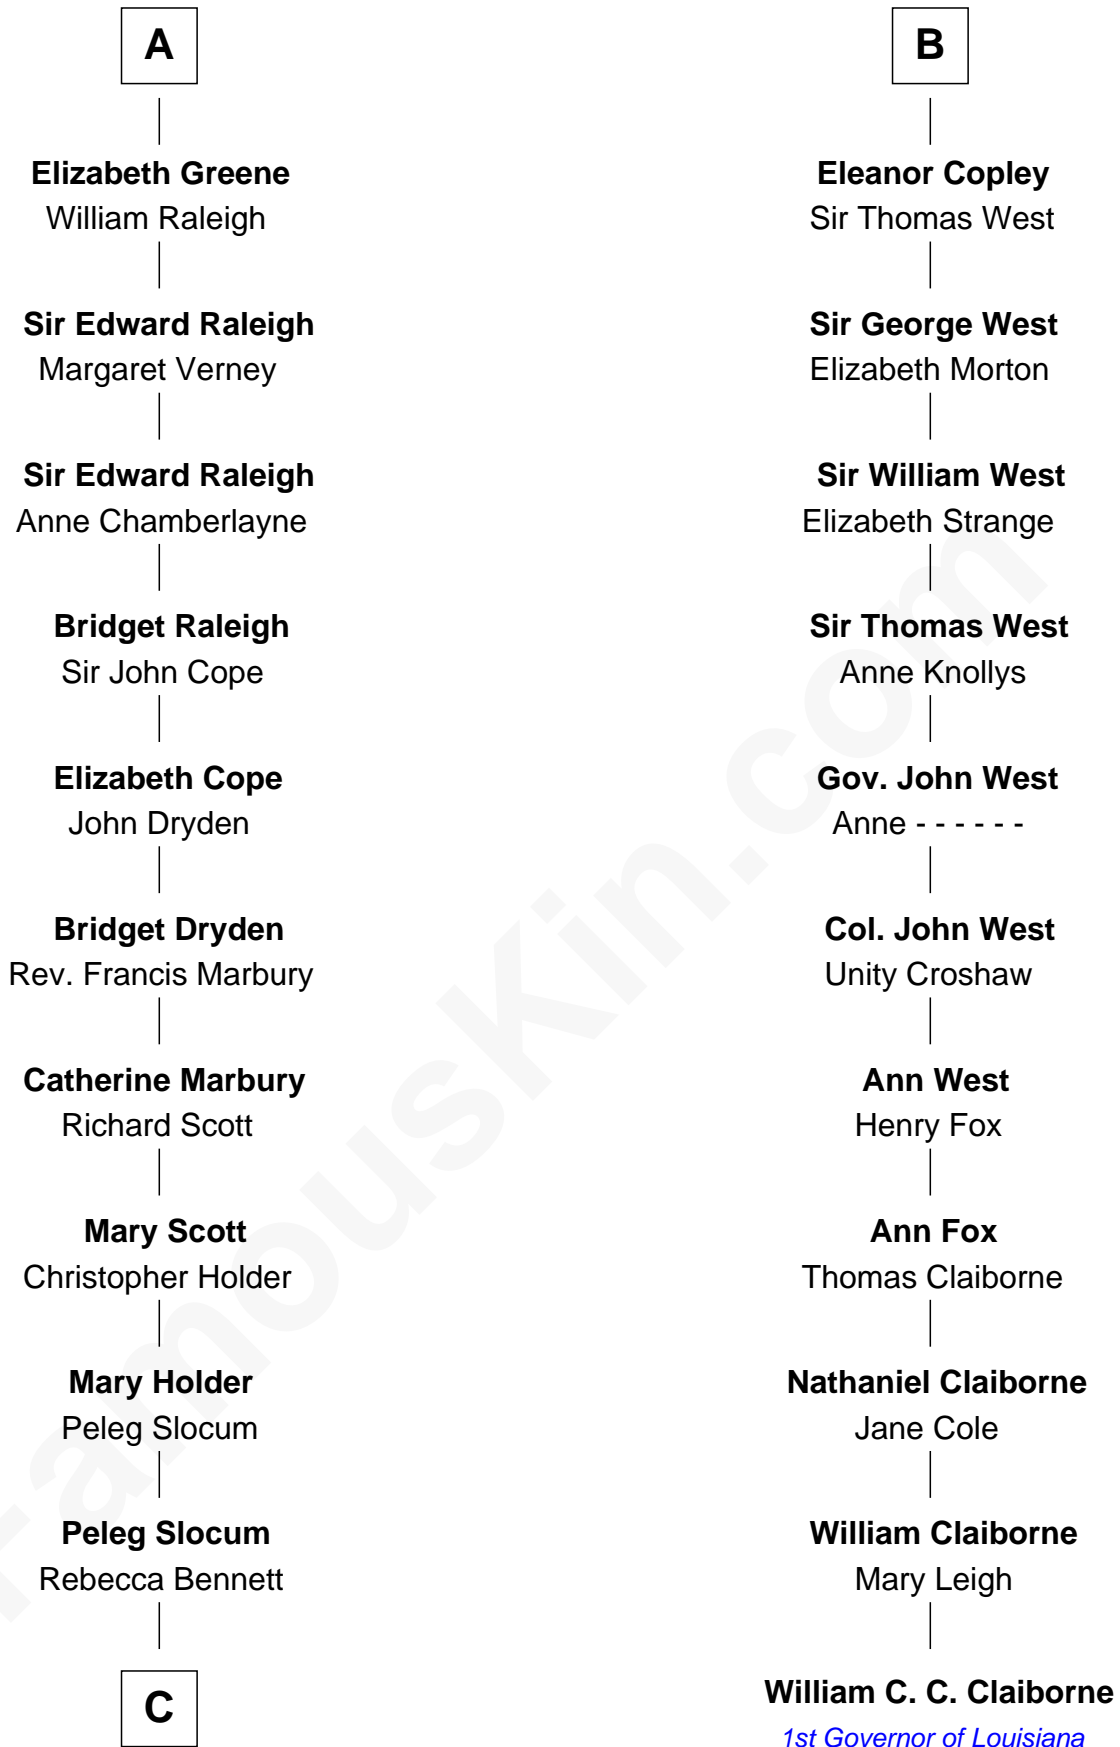 A
Elizabeth Greene
William Raleigh
Sir Edward Raleigh
Margaret Verney
Sir Edward Raleigh
Anne Chamberlayne
Bridget Raleigh
Sir John Cope
Elizabeth Cope
John Dryden
Bridget Dryden
Rev. Francis Marbury
Catherine Marbury
Richard Scott
Mary Scott
Christopher Holder
Mary Holder
Peleg Slocum
Peleg Slocum
Rebecca Bennett
C
B
Eleanor Copley
Sir Thomas West
Sir George West
Elizabeth Morton
Sir William West
Elizabeth Strange
Sir Thomas West
Anne Knollys
Gov. John West
Anne - - - - - -
Col. John West
Unity Croshaw
Ann West
Henry Fox
Ann Fox
Thomas Claiborne
Nathaniel Claiborne
Jane Cole
William Claiborne
Mary Leigh
William C. C. Claiborne
1st Governor of Louisiana
FamousKin.com